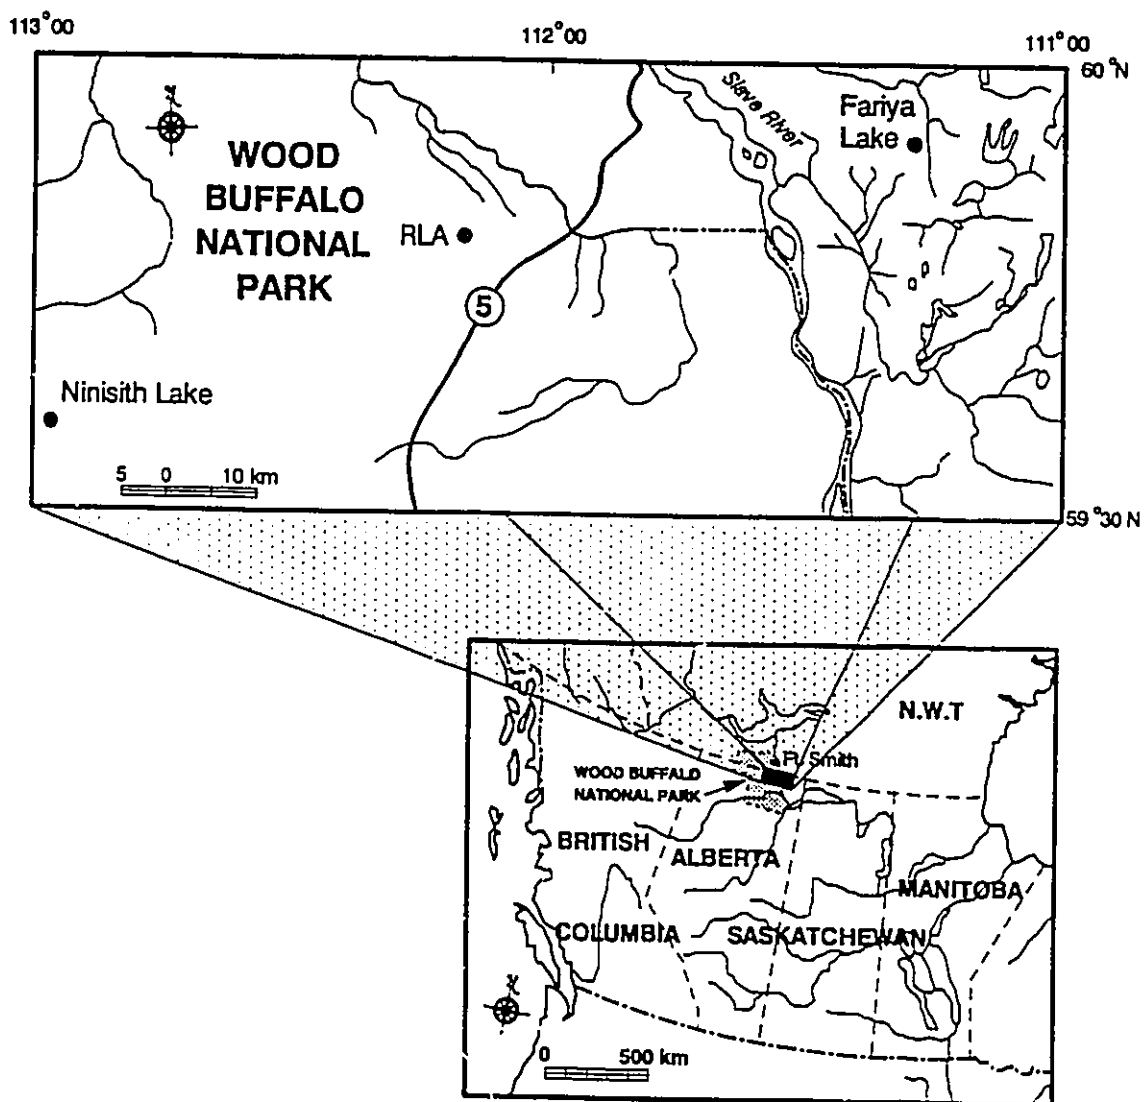 113°00
112°00
111°00
60 °N
Slave River
Fariya
Lake
WOOD
BUFFALO
NATIONAL
PARK
RLA
5
Ninisith Lake
5 0 10 km
59 °30 N
N.W.T
Ft. Smith
WOOD BUFFALO
NATIONAL PARK
BRITISH
ALBERTA
MANITOBA
COLUMBIA
SASKATCHEWAN
0 500 km